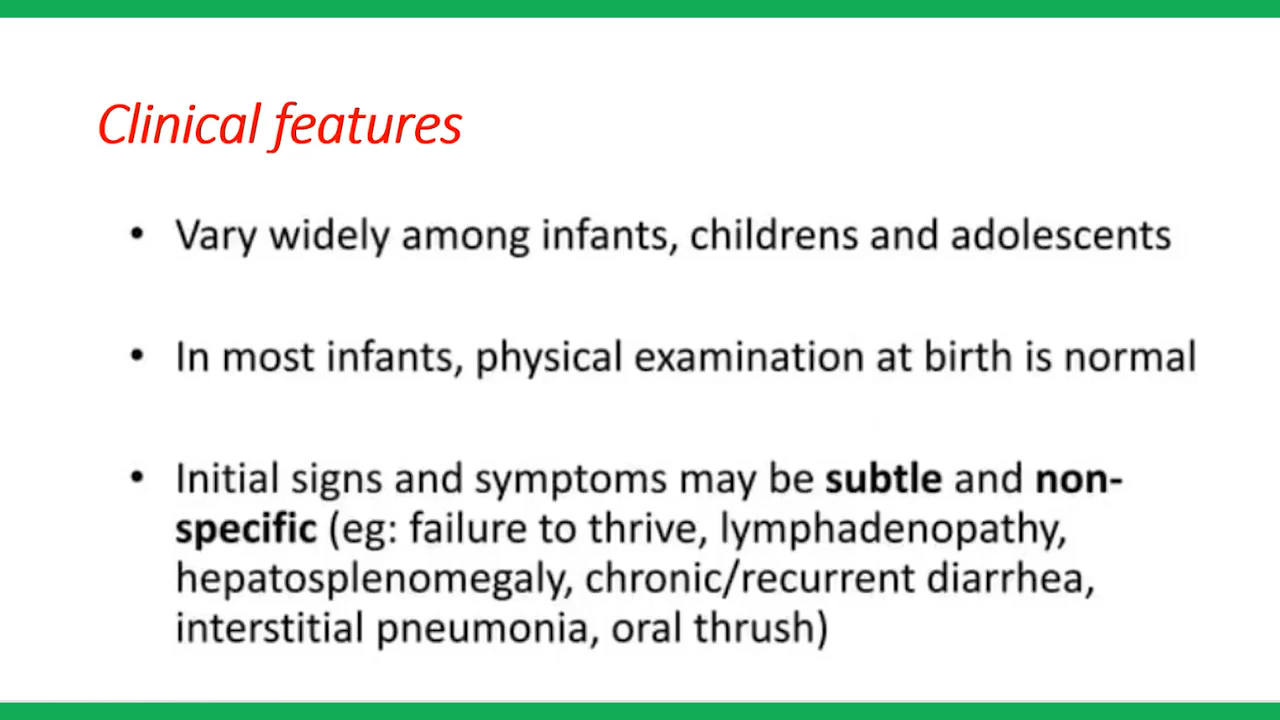 Clinical features
• Vary widely among infants, childrens and adolescents
• In most infants, physical examination at birth is normal
• Initial signs and symptoms may be subtle and non-
specific (eg: failure to thrive, lymphadenopathy,
hepatosplenomegaly, chronic/recurrent diarrhea,
interstitial pneumonia, oral thrush)